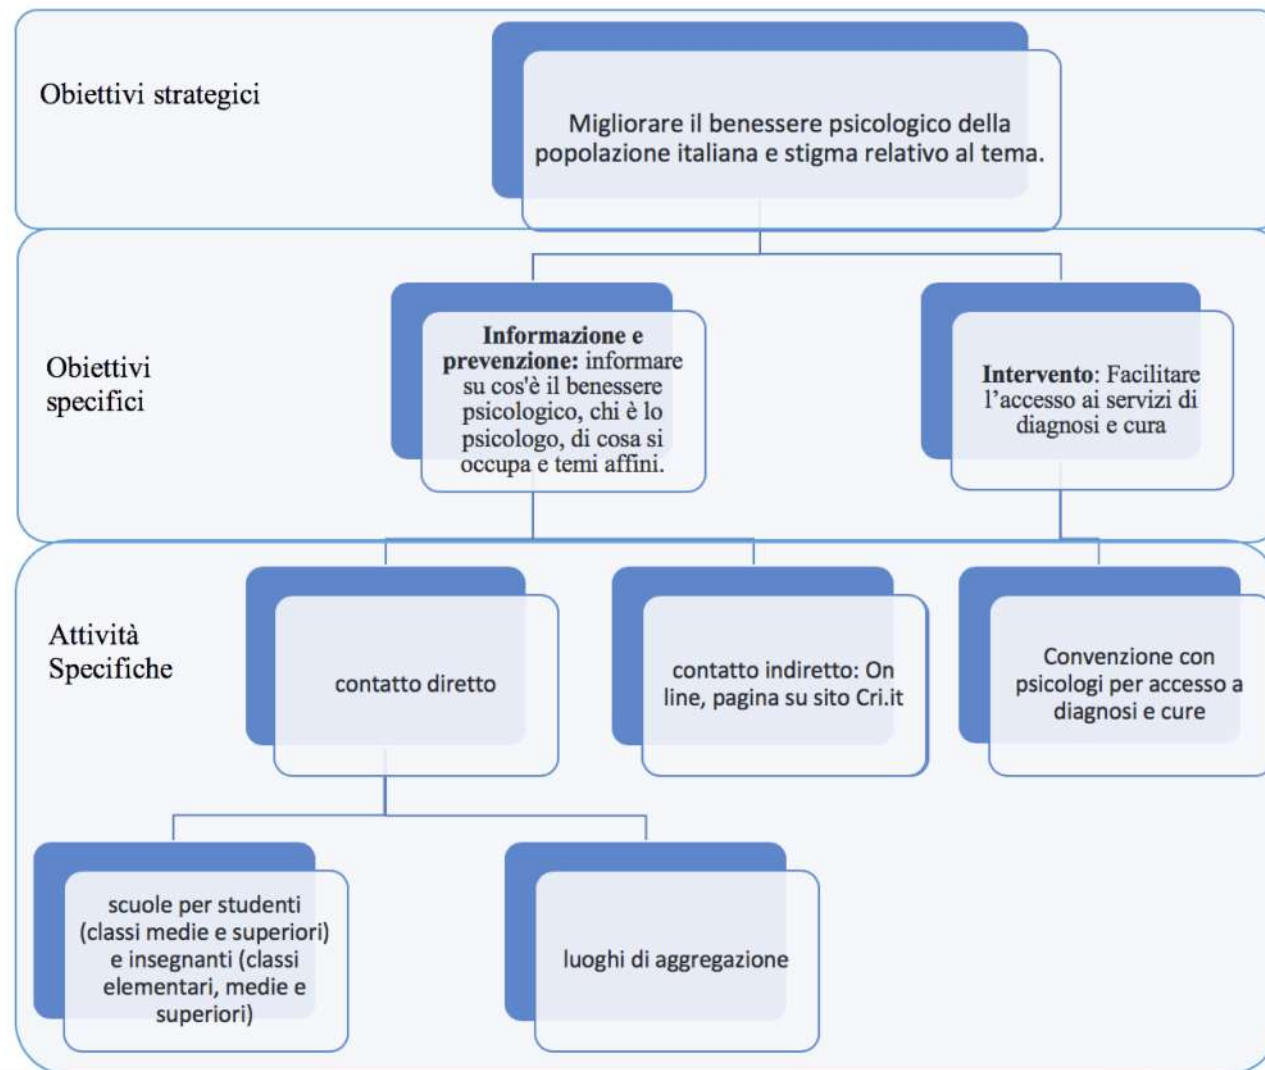 Obiettivi strategici
Migliorare il benessere psicologico della
popolazione italiana e stigma relativo al tema.
Obiettivi
specifici
Informazione e
prevenzione: informare
su cos'è il benessere
psicologico, chi è lo
psicologo, di cosa si
occupa e temi affini.
Intervento: Facilitare
l’accesso ai servizi di
diagnosi e cura
Attività
Specifiche
contatto diretto
contatto indiretto: On
line, pagina su sito Cri.it
Convenzione con
psicologi per accesso a
diagnosi e cure
scuole per studenti
(classi medie e superiori)
e insegnanti (classi
elementari, medie e
superiori)
luoghi di aggregazione